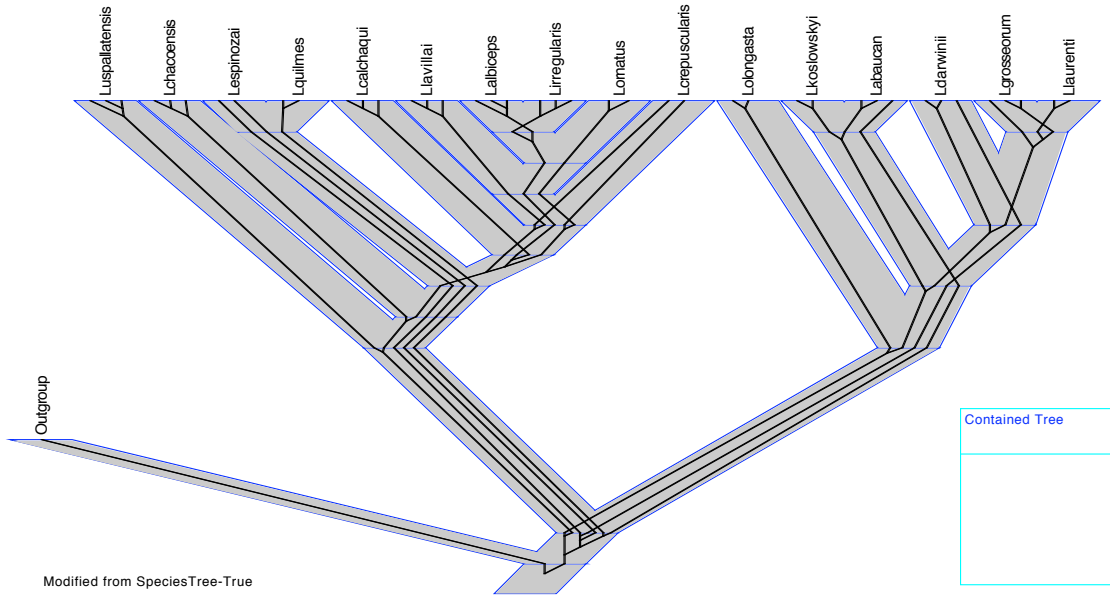 Luspallatensis
Lchacoensis
Lespinozai
Lquilmes
Lcalchaqui
Llavillai
Lalbiceps
Lirregularis
Lornatus
Lcrepuscularis
Lolongasta
Lkoslowskyi
Labaucan
Ldarwinii
Lgrosseorum
Llaurenti
Outgroup
Contained Tree
Modified from SpeciesTree-True